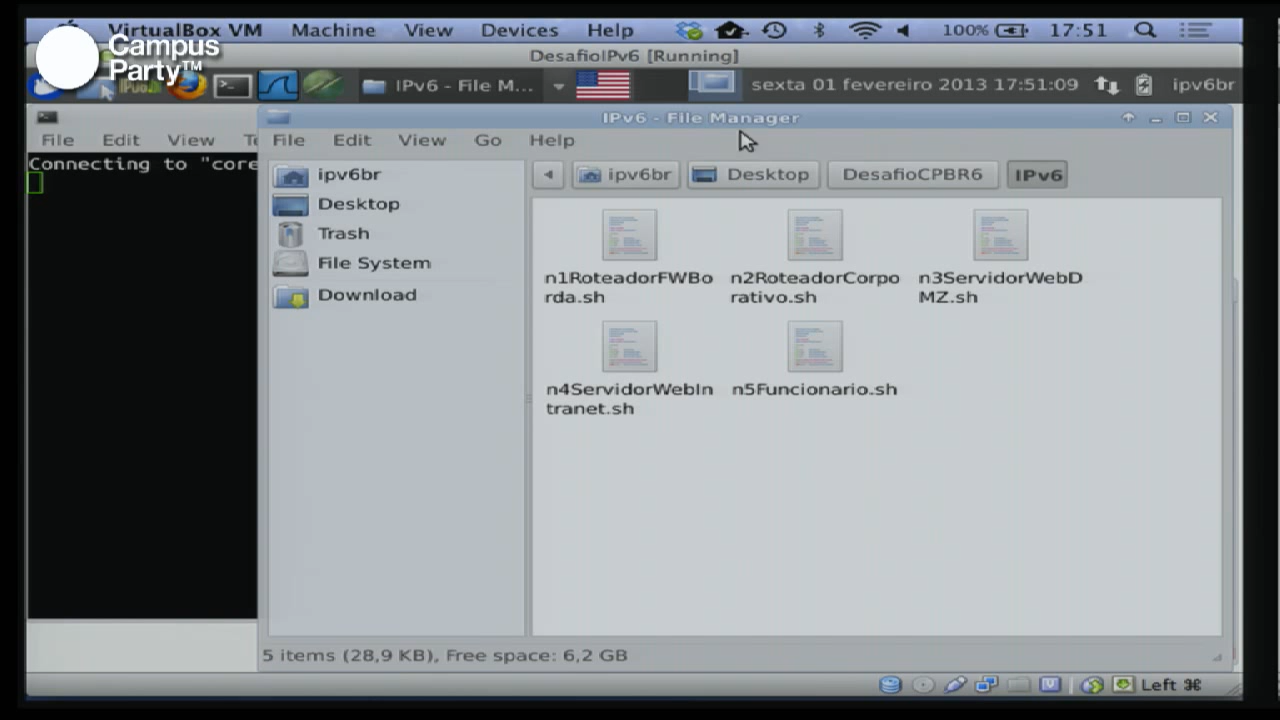 VirtualBox VM Machine View Devices Help 100% 17:51
Campus
Party™
DesafioIPv6 [Running]
IPv6 - File M... sexta 01 fevereiro 2013 17:51:09 ipv6br
IPv6 - File Manager
File Edit View Te
File Edit View Go Help
Connecting to "core
ipv6br Desktop DesafioCPBR6 IPv6
ipv6br
Desktop
Trash
File System
Download
n1RoteadorFWBo
rda.sh
n2RoteadorCorpo
rativo.sh
n3ServidorWebD
MZ.sh
n4ServidorWebIn
tranet.sh
n5Funcionario.sh
5 items (28,9 KB), Free space: 6,2 GB
Left ⌘